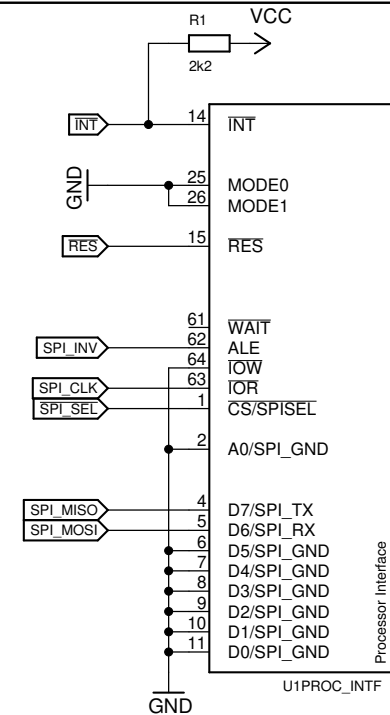 R1
VCC
2k2
INT
14
INT
GND
25
MODE0
26
MODE1
RES
15
RES
61
WAIT
SPI_INV
62
ALE
64
IOW
SPI_CLK
63
IOR
SPI_SEL
1
CS/SPISEL
2
A0/SPI_GND
SPI_MISO
4
D7/SPI_TX
SPI_MOSI
5
D6/SPI_RX
6
D5/SPI_GND
7
D4/SPI_GND
8
D3/SPI_GND
9
D2/SPI_GND
10
D1/SPI_GND
11
D0/SPI_GND
Processor Interface
U1PROC_INTF
GND